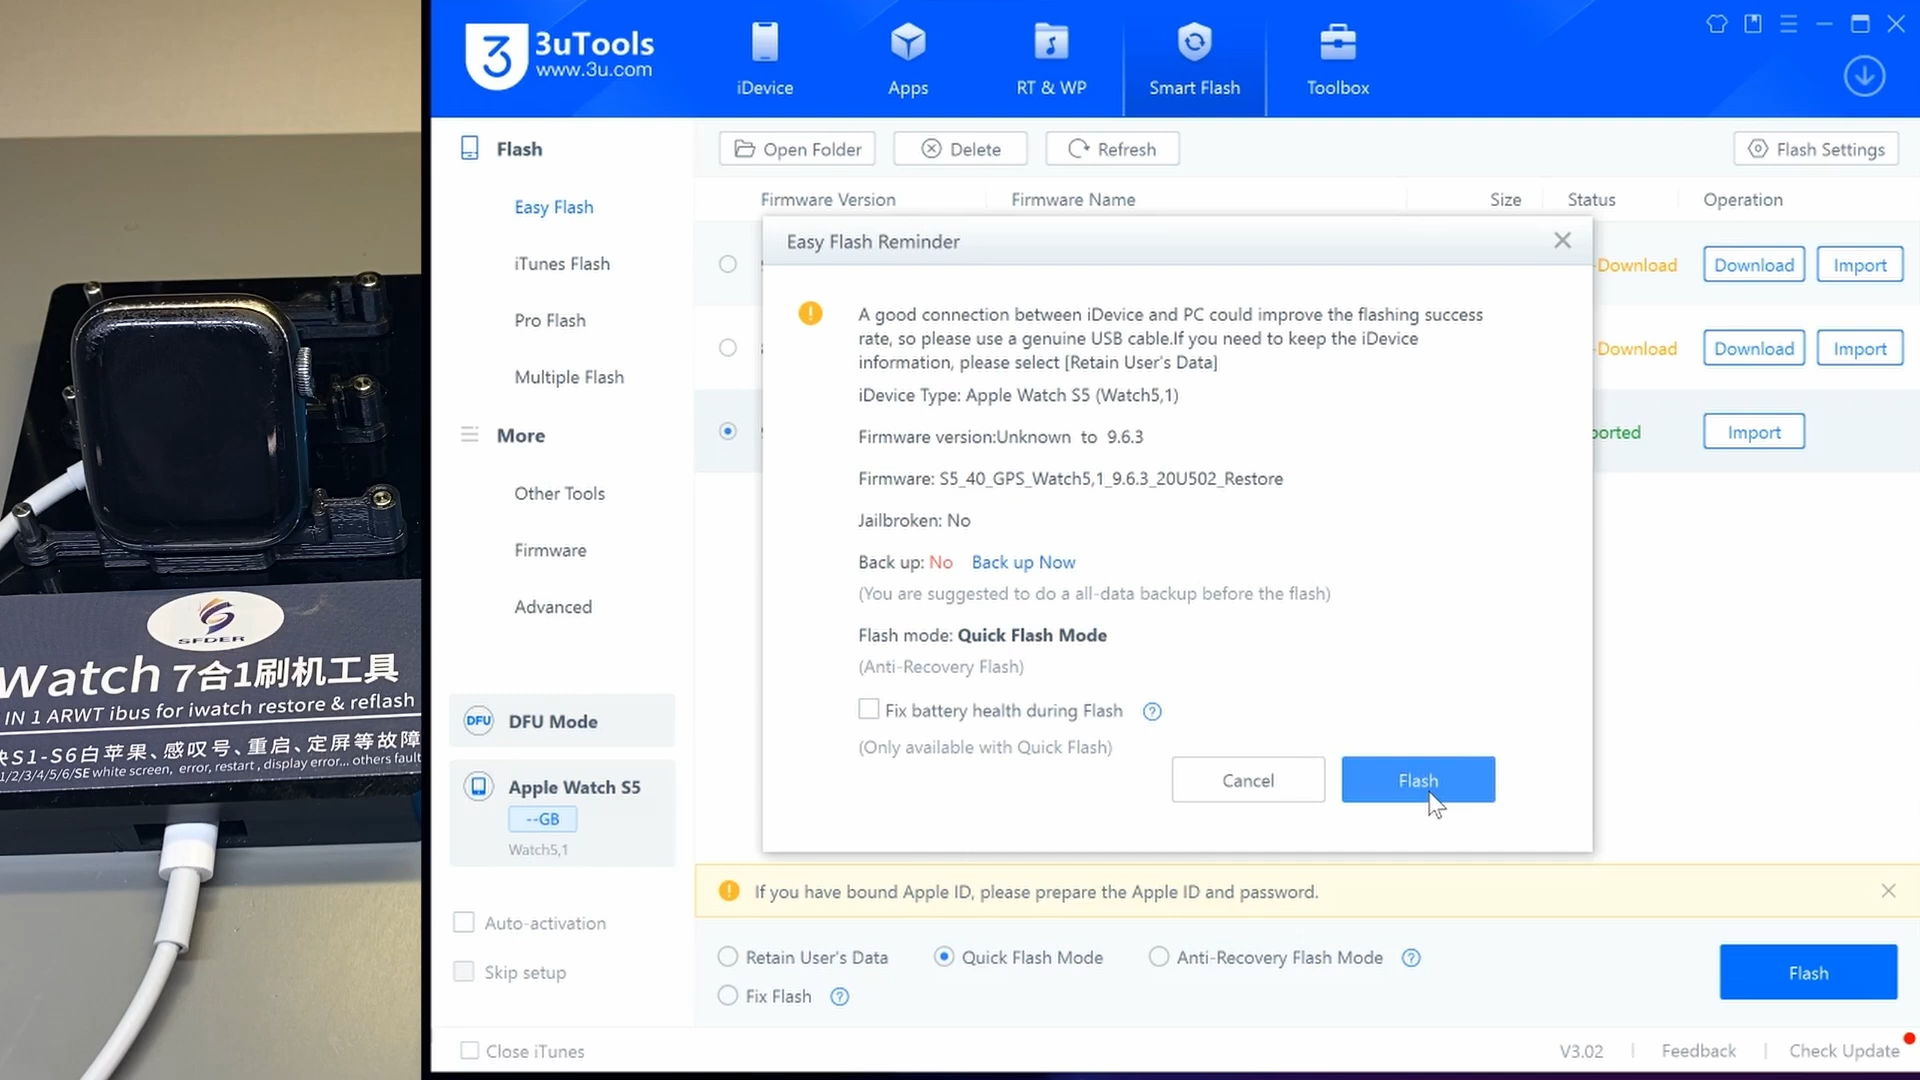 3uTools
www.3u.com
iDevice
Apps
RT & WP
Smart Flash
Toolbox
Flash
Easy Flash
iTunes Flash
Pro Flash
Multiple Flash
More
Other Tools
Firmware
Advanced
DFU DFU Mode
Apple Watch S5
--GB
Watch5,1
Auto-activation
Skip setup
Close iTunes
Open Folder
Delete
Refresh
Flash Settings
Firmware Version Firmware Name Size Status Operation
Download Download Import
Download Download Import
ported Import
Easy Flash Reminder
A good connection between iDevice and PC could improve the flashing success
rate, so please use a genuine USB cable.If you need to keep the iDevice
information, please select [Retain User's Data]
iDevice Type: Apple Watch S5 (Watch5,1)
Firmware version:Unknown to 9.6.3
Firmware: S5_40_GPS_Watch5,1_9.6.3_20U502_Restore
Jailbroken: No
Back up: No Back up Now
(You are suggested to do a all-data backup before the flash)
Flash mode: Quick Flash Mode
(Anti-Recovery Flash)
Fix battery health during Flash
(Only available with Quick Flash)
Cancel
Flash
If you have bound Apple ID, please prepare the Apple ID and password.
Retain User's Data
Quick Flash Mode
Anti-Recovery Flash Mode
Fix Flash
Flash
V3.02
Feedback
Check Update
SFDER
Watch 7合1刷机工具
IN 1 ARWT ibus for iwatch restore & reflash
S1-S6白苹果、感叹号、重启、定屏等故障
1/2/3/4/5/6/SE white screen, error, restart , display error... others fault